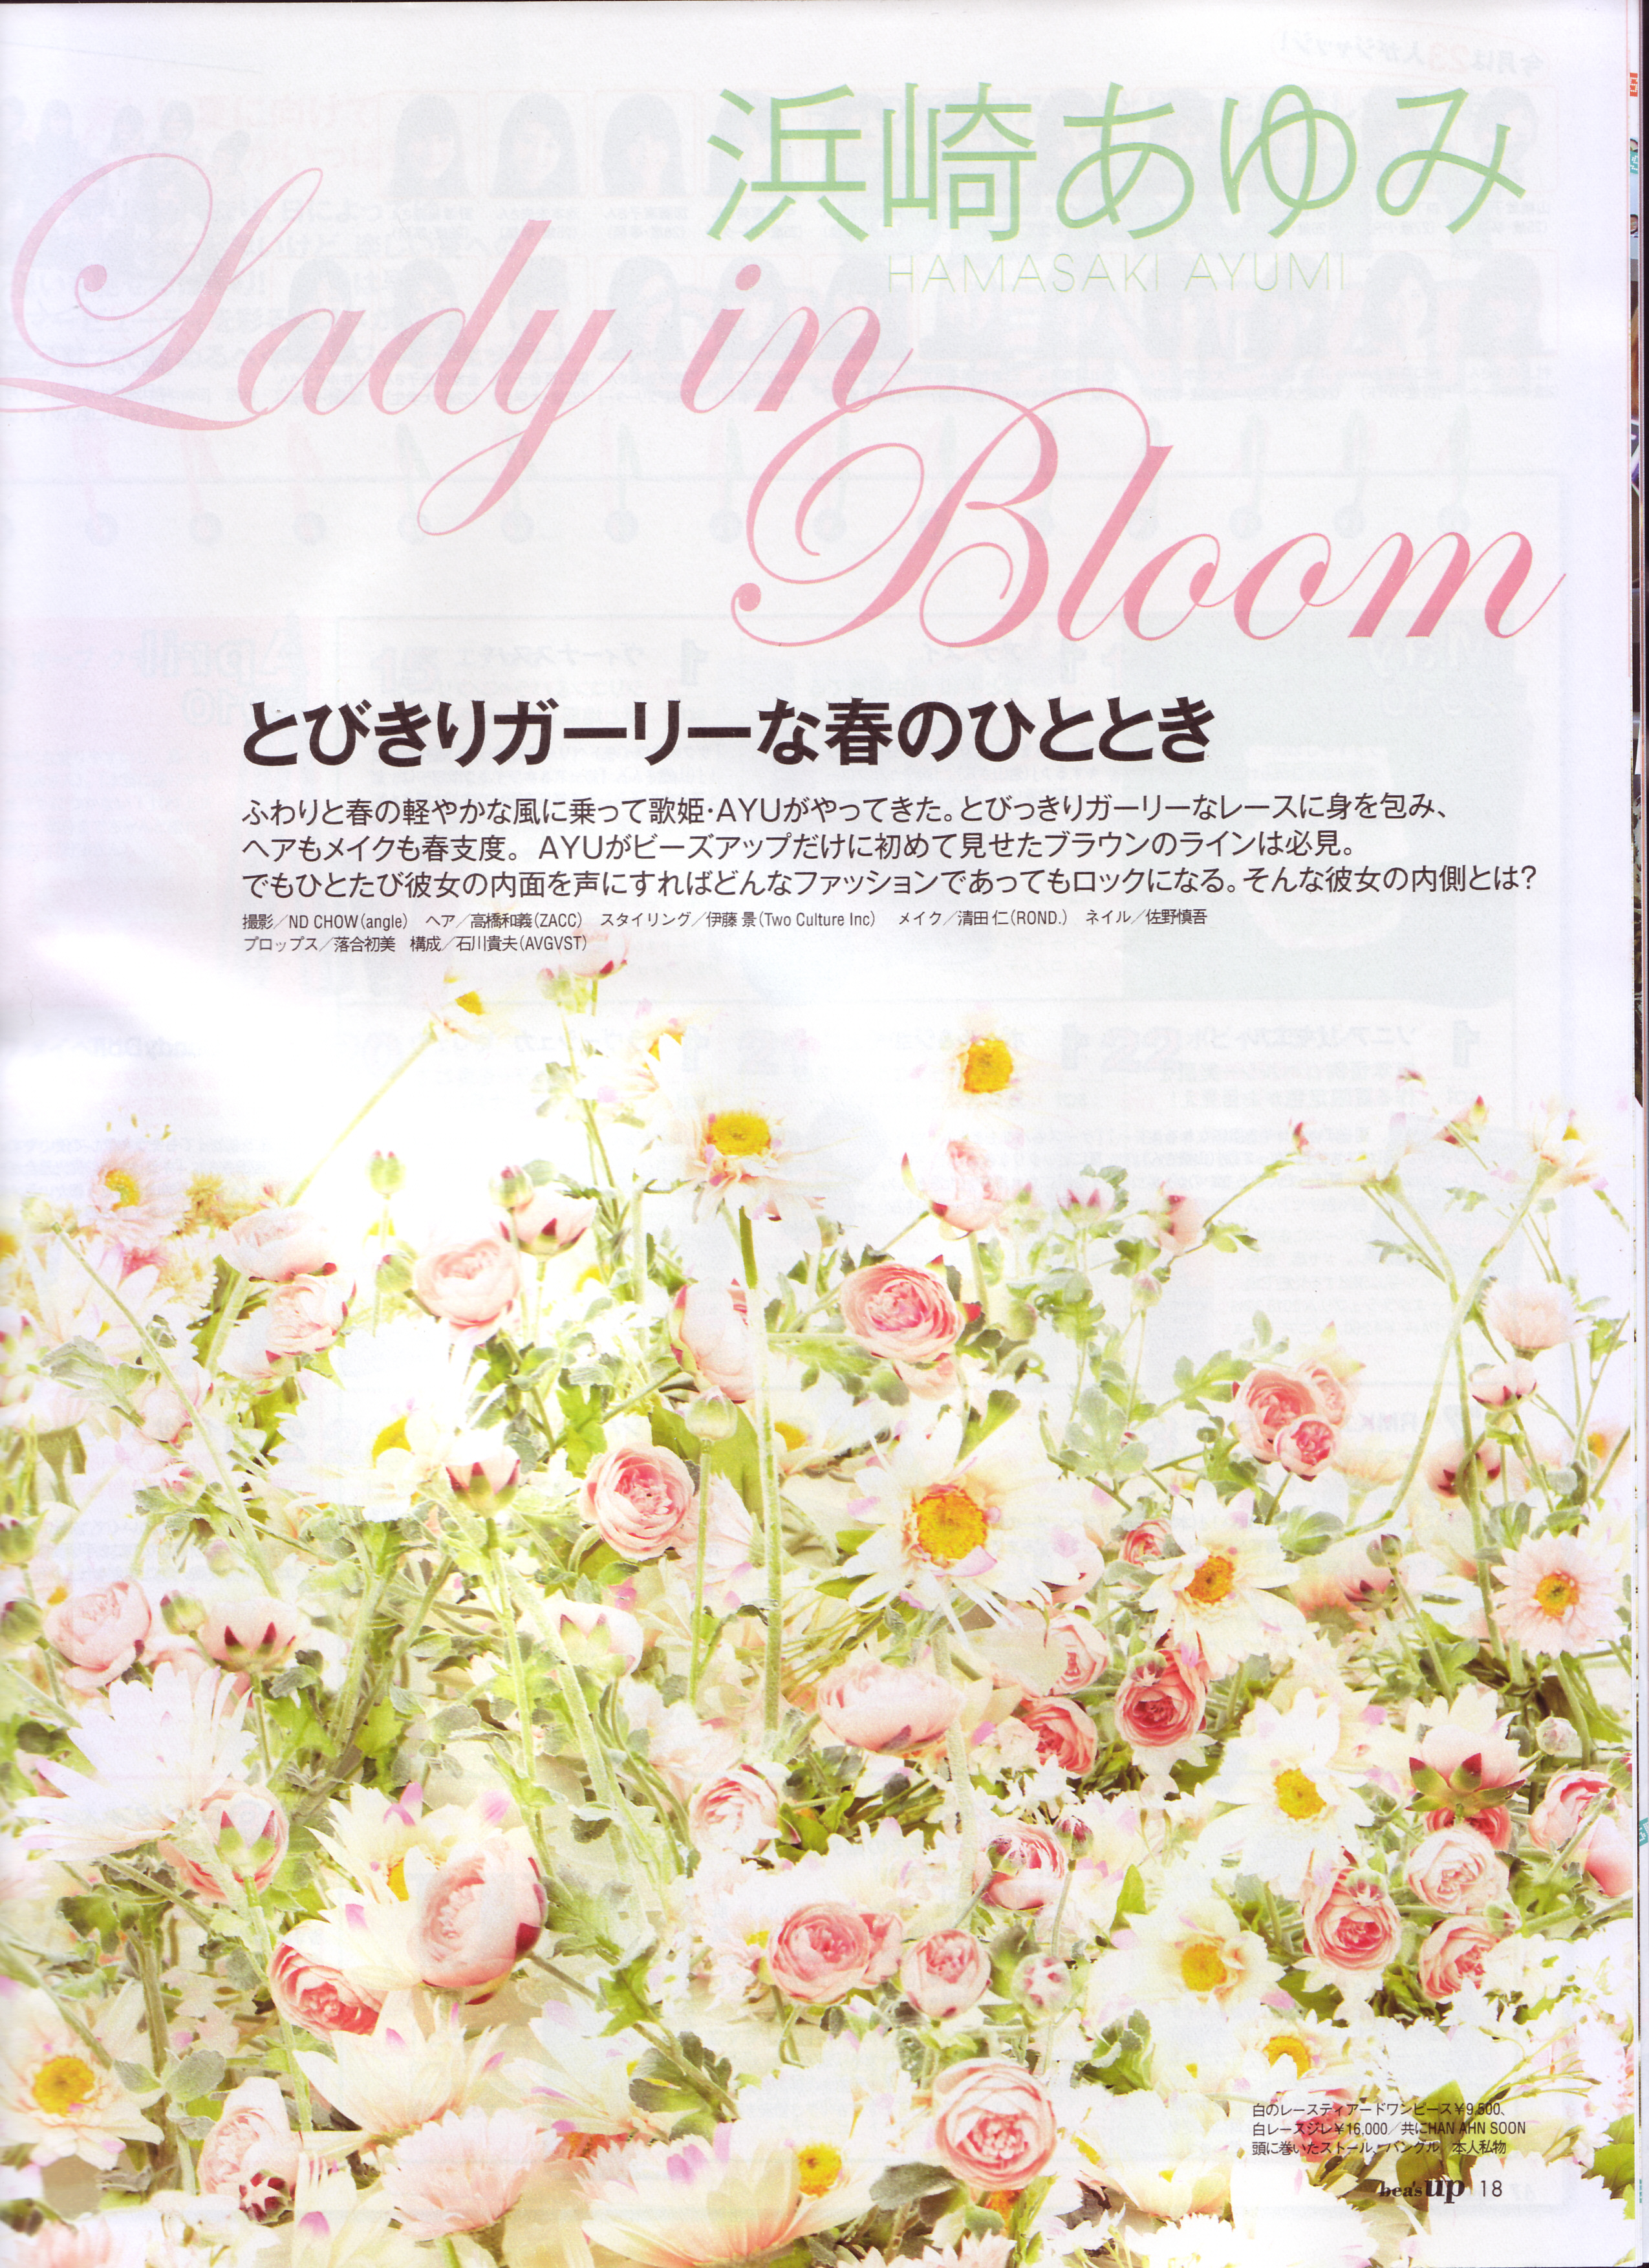 浜崎あゆみ
HAMASAKI AYUMI
Lady in
Bloom
とびきりガーリーな春のひととき
ふわりと春の軽やかな風に乗って歌姫・AYUがやってきた。とびっきりガーリーなレースに身を包み、
ヘアもメイクも春支度。AYUがビーズアップだけに初めて見せたブラウンのラインは必見。
でもひとたび彼女の内面を声にすればどんなファッションであってもロックになる。そんな彼女の内側とは?
撮影/ND CHOW(angle) ヘア/高橋和義(ZACC) スタイリング/伊藤 景(Two Culture Inc) メイク/清田 仁(ROND.) ネイル/佐野慎吾
プロップス/落合初美 構成/石川貴夫(AVGVST)
白のレースティアードワンピース¥9,500、
白レースジレ¥16,000/共にHAN AHN SOON
頭に巻いたストール、バングル/本人私物
bea's up 18